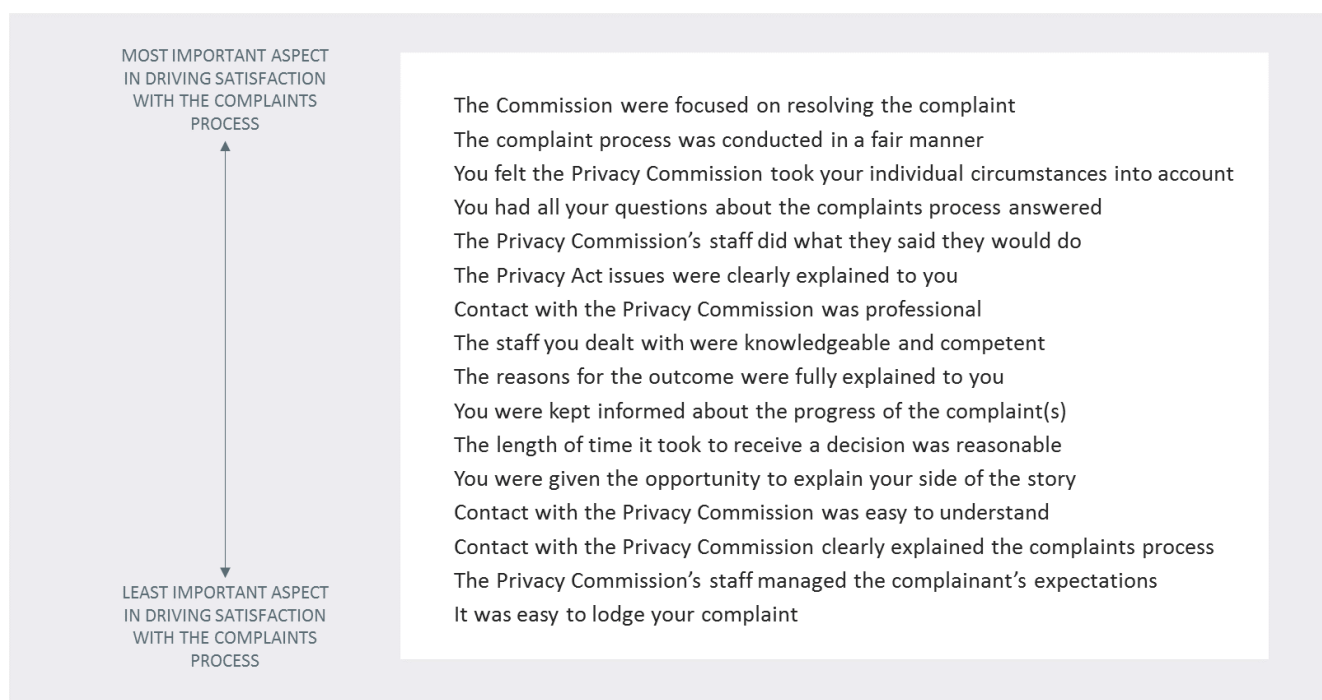 MOST IMPORTANT ASPECT
IN DRIVING SATISFACTION
WITH THE COMPLAINTS
PROCESS
The Commission were focused on resolving the complaint
The complaint process was conducted in a fair manner
You felt the Privacy Commission took your individual circumstances into account
You had all your questions about the complaints process answered
The Privacy Commission’s staff did what they said they would do
The Privacy Act issues were clearly explained to you
Contact with the Privacy Commission was professional
The staff you dealt with were knowledgeable and competent
The reasons for the outcome were fully explained to you
You were kept informed about the progress of the complaint(s)
The length of time it took to receive a decision was reasonable
You were given the opportunity to explain your side of the story
Contact with the Privacy Commission was easy to understand
Contact with the Privacy Commission clearly explained the complaints process
The Privacy Commission’s staff managed the complainant’s expectations
It was easy to lodge your complaint
LEAST IMPORTANT ASPECT
IN DRIVING SATISFACTION
WITH THE COMPLAINTS
PROCESS